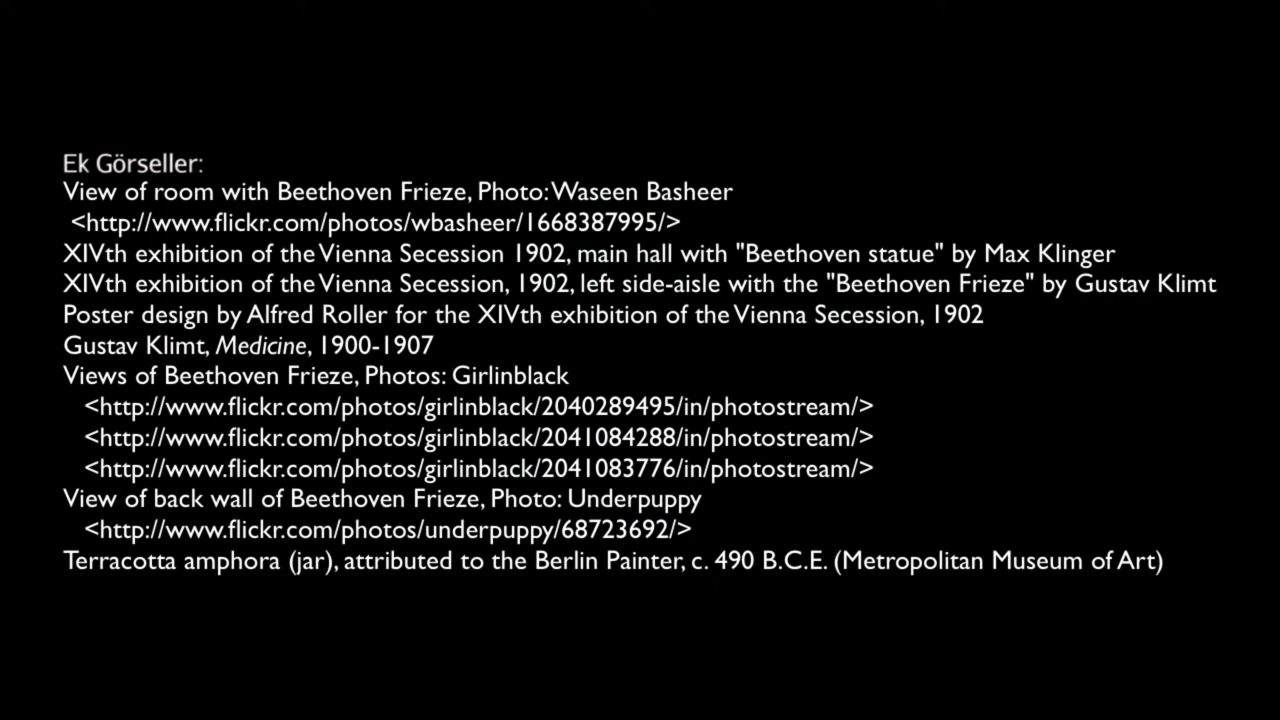 Ek Görseller:
View of room with Beethoven Frieze, Photo: Waseen Basheer
<http://www.flickr.com/photos/wbasheer/1668387995/>
XIVth exhibition of the Vienna Secession 1902, main hall with "Beethoven statue" by Max Klinger
XIVth exhibition of the Vienna Secession, 1902, left side-aisle with the "Beethoven Frieze" by Gustav Klimt
Poster design by Alfred Roller for the XIVth exhibition of the Vienna Secession, 1902
Gustav Klimt, Medicine, 1900-1907
Views of Beethoven Frieze, Photos: Girlinblack
<http://www.flickr.com/photos/girlinblack/2040289495/in/photostream/>
<http://www.flickr.com/photos/girlinblack/2041084288/in/photostream/>
<http://www.flickr.com/photos/girlinblack/2041083776/in/photostream/>
View of back wall of Beethoven Frieze, Photo: Underpuppy
<http://www.flickr.com/photos/underpuppy/68723692/>
Terracotta amphora (jar), attributed to the Berlin Painter, c. 490 B.C.E. (Metropolitan Museum of Art)